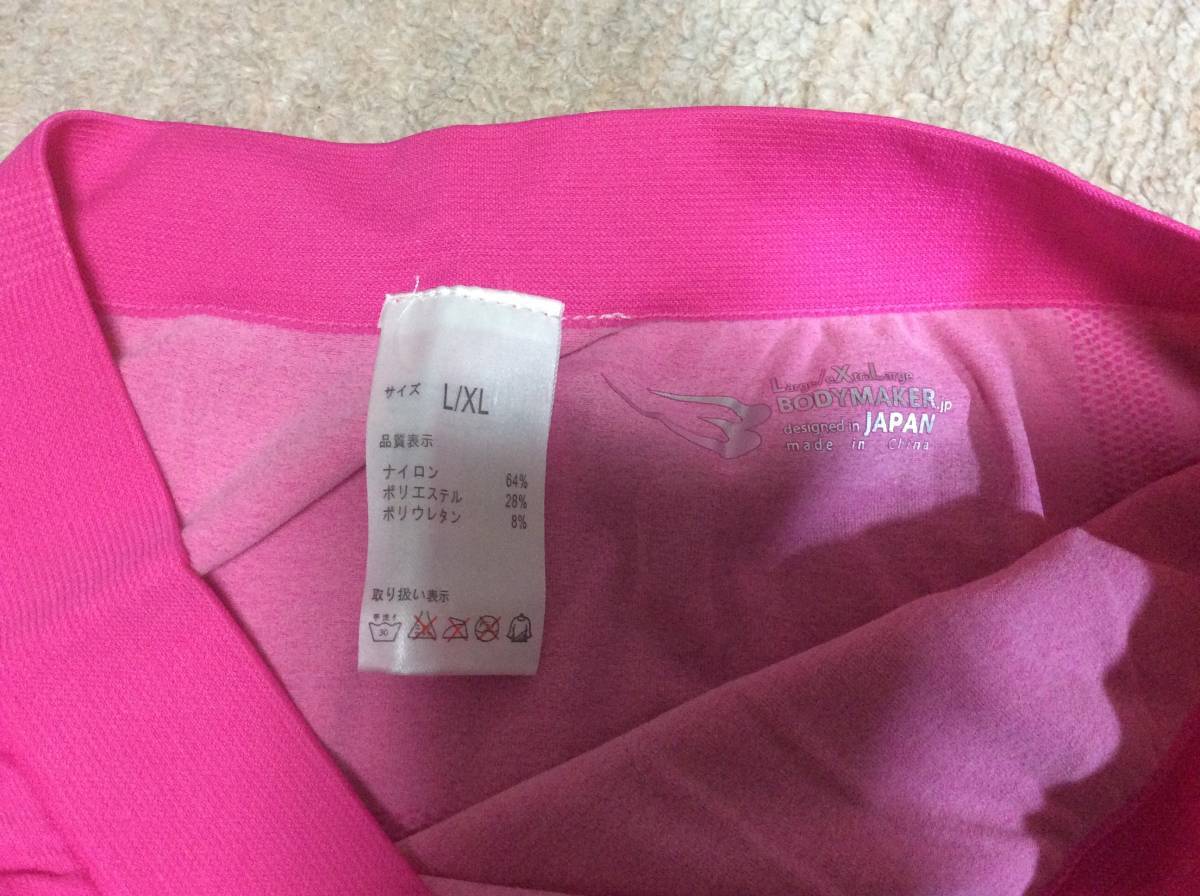 サイズ L/XL
品質表示
ナイロン 64%
ポリエステル 28%
ポリウレタン 8%
取り扱い表示
30
Large/eXtraLarge
BODYMAKER.jp
designed in JAPAN
made in China